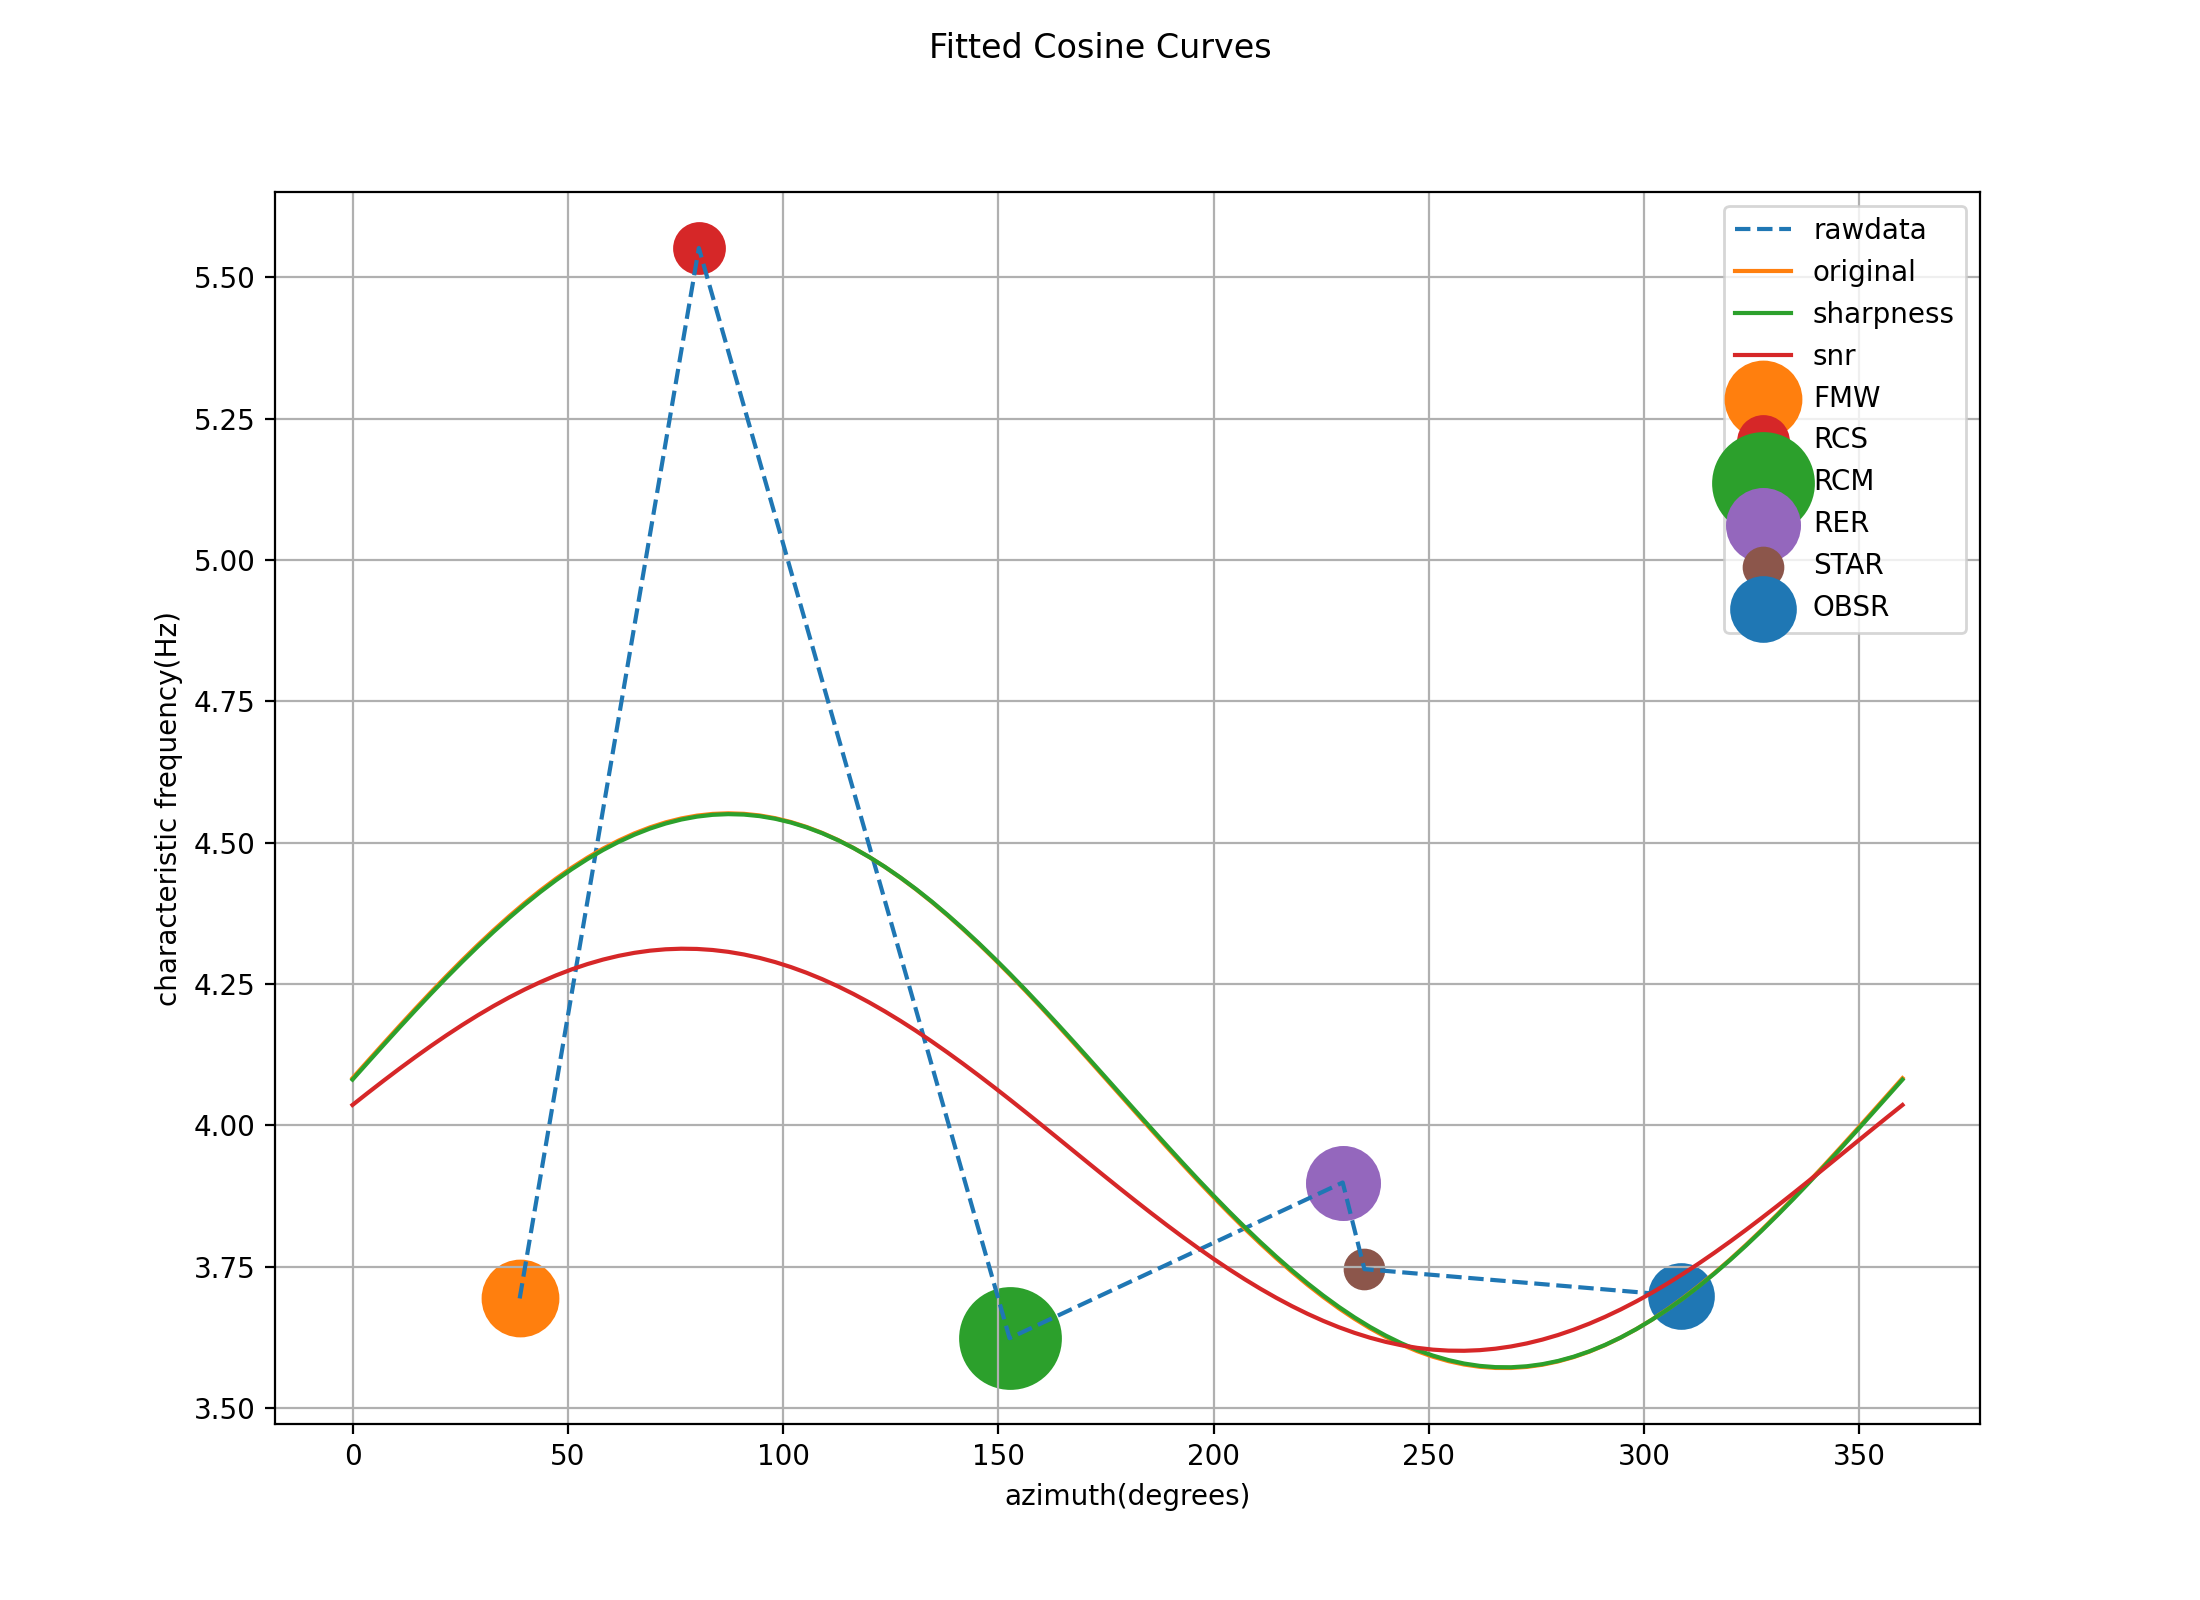 Fitted Cosine Curves
rawdata
original
sharpness
snr
FMW
RCS
RCM
RER
STAR
OBSR
characteristic frequency(Hz)
5.50
5.25
5.00
4.75
4.50
4.25
4.00
3.75
3.50
0 50 100 150 200 250 300 350
azimuth(degrees)